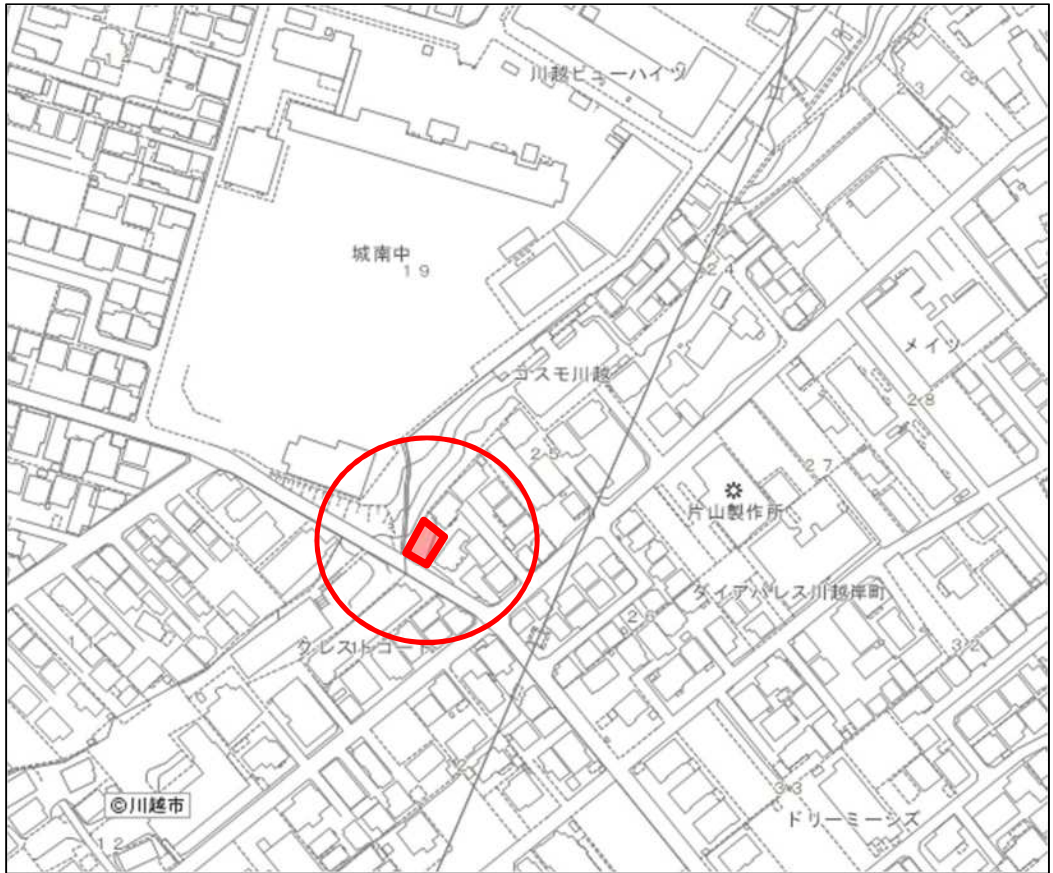 川越ビューハイツ
23
城南中
19
24
メイツ
コスモ川越
28
25
27
片山製作所
ダイアパレス川越岸町
26
クレストコート
32
11
33
ドリーミーンズ
©川越市
12